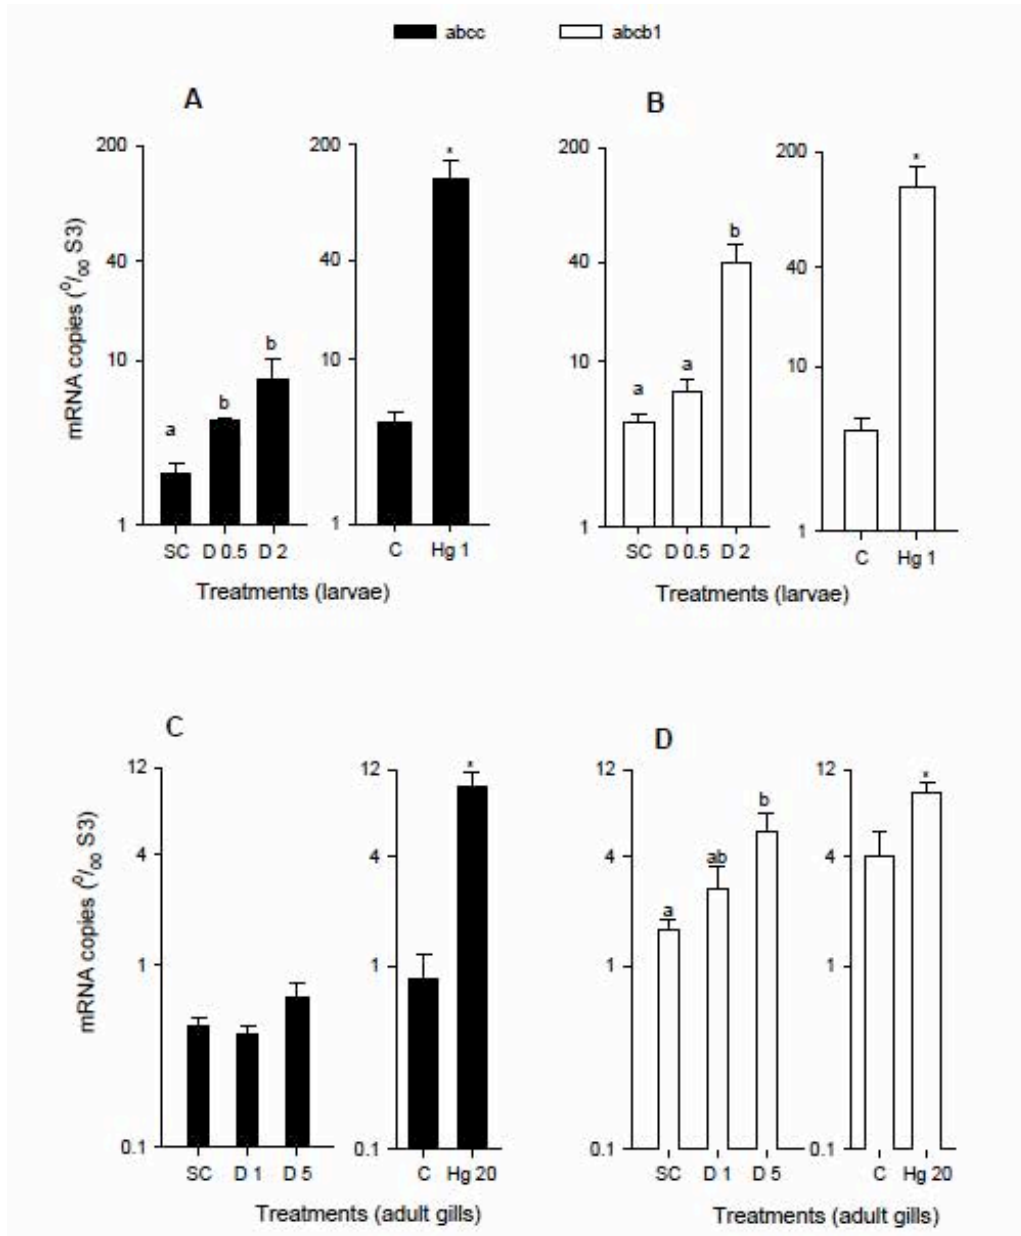 abcc abcb1
A
B
200
40
10
1
mRNA copies (⁰/₀₀ S3)
a
b
b
SC D 0.5 D 2
200
40
10
1
*
C Hg 1
Treatments (larvae)
200
40
10
1
a
a
b
SC D 0.5 D 2
200
40
10
1
*
C Hg 1
Treatments (larvae)
C
D
12
4
1
0.1
mRNA copies (⁰/₀₀ S3)
SC D 1 D 5
12
4
1
0.1
*
C Hg 20
Treatments (adult gills)
12
4
1
0.1
a
ab
b
SC D 1 D 5
12
4
1
0.1
*
C Hg 20
Treatments (adult gills)